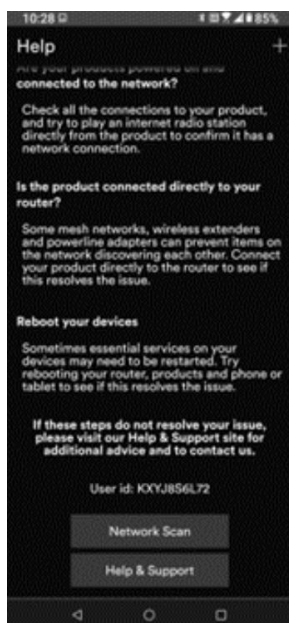 10:28
85%
Help
+
Are your products powered on and
connected to the network?
Check all the connections to your product,
and try to play an internet radio station
directly from the product to confirm it has a
network connection.
Is the product connected directly to your
router?
Some mesh networks, wireless extenders
and powerline adapters can prevent items on
the network discovering each other. Connect
your product directly to the router to see if
this resolves the issue.
Reboot your devices
Sometimes essential services on your
devices may need to be restarted. Try
rebooting your router, products and phone or
tablet to see if this resolves the issue.
If these steps do not resolve your issue,
please visit our Help & Support site for
additional advice and to contact us.
User id: KXYJ8S6L72
Network Scan
Help & Support